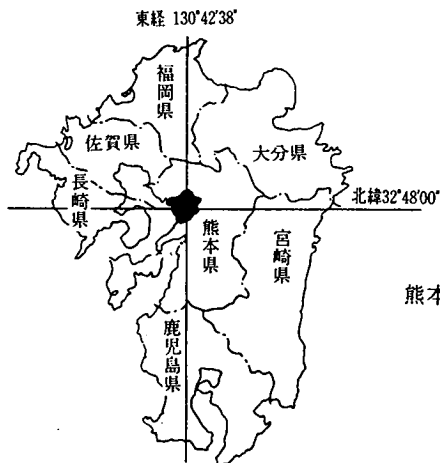 東経 130°42'38"
福岡県
佐賀県
大分県
長崎県
北緯32°48'00"
熊本県
宮崎県
熊本
鹿児島県